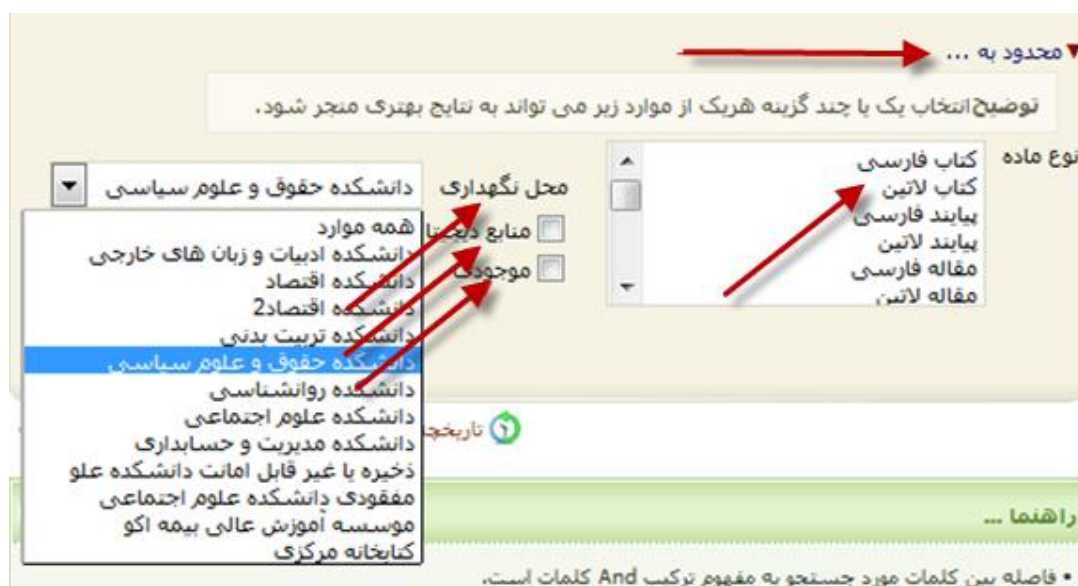 محدود به ...
توضیح انتخاب یک یا چند گزینه هریک از موارد زیر می تواند به نتایج بهتری منجر شود.
نوع ماده
کتاب فارسی
کتاب لاتین
پیایند فارسی
پیایند لاتین
مقاله فارسی
مقاله لاتین
محل نگهداری
دانشکده حقوق و علوم سیاسی
منابع
موجودی
همه موارد
دانشکده ادبیات و زبان های خارجی
دانشکده اقتصاد
دانشکده اقتصاد2
دانشکده تربیت بدنی
دانشکده حقوق و علوم سیاسی
دانشکده روانشناسی
دانشکده علوم اجتماعی
دانشکده مدیریت و حسابداری
ذخیره یا غیر قابل امانت دانشکده علو
مفقودی دانشکده علوم اجتماعی
موسسه آموزش عالی بیمه اکو
کتابخانه مرکزی
تاریخچ
راهنما ...
• فاصله بین کلمات مورد جستجو به مفهوم ترکیب And کلمات است.